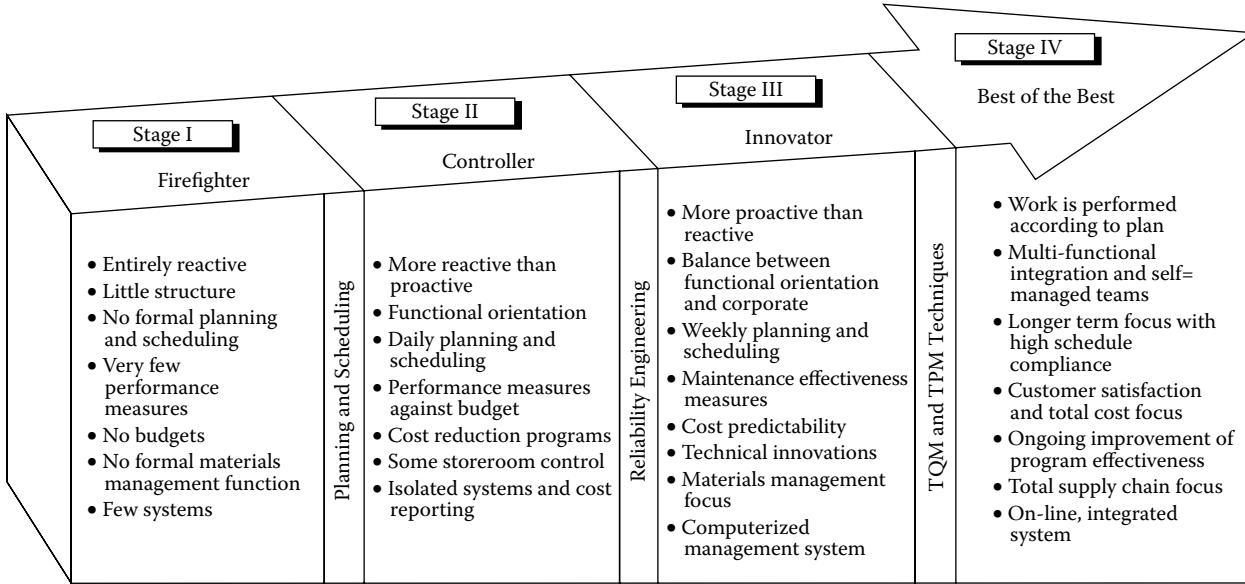 Stage I
Firefighter
• Entirely reactive
• Little structure
• No formal planning
and scheduling
• Very few
performance
measures
• No budgets
• No formal materials
management function
• Few systems
Planning and Scheduling
Stage II
Controller
• More reactive than
proactive
• Functional orientation
• Daily planning and
scheduling
• Performance measures
against budget
• Cost reduction programs
• Some storeroom control
• Isolated systems and cost
reporting
Reliability Engineering
Stage III
Innovator
• More proactive than
reactive
• Balance between
functional orientation
and corporate
• Weekly planning and
scheduling
• Maintenance effectiveness
measures
• Cost predictability
• Technical innovations
• Materials management
focus
• Computerized
management system
TQM and TPM Techniques
Stage IV
Best of the Best
• Work is performed
according to plan
• Multi-functional
integration and self=
managed teams
• Longer term focus with
high schedule
compliance
• Customer satisfaction
and total cost focus
• Ongoing improvement of
program effectiveness
• Total supply chain focus
• On-line, integrated
system